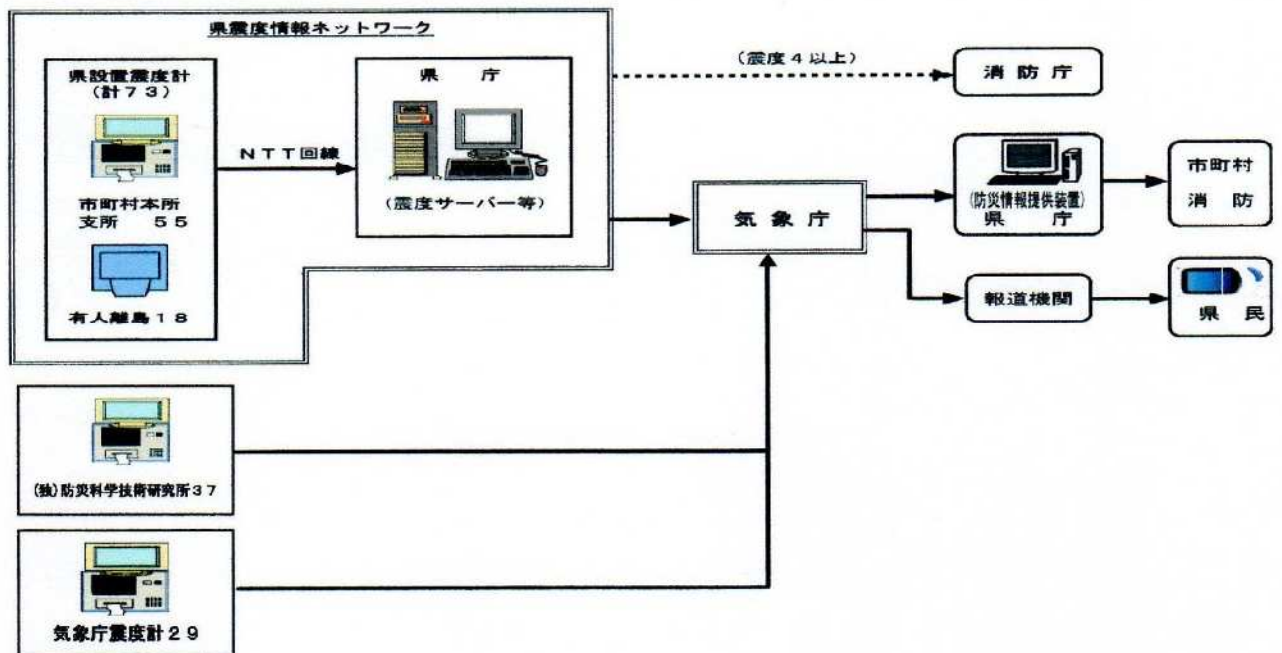 県震度情報ネットワーク
県設置震度計
(計73)
市町村本所
支所 55
有人離島18
NTT回線
県 庁
(震度サーバー等)
(震度4以上)
消防庁
気象庁
(防災情報提供装置)
県 庁
市町村
消 防
報道機関
県 民
(独)防災科学技術研究所37
気象庁震度計29